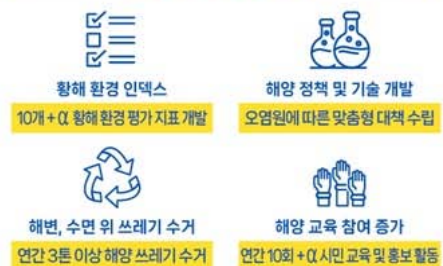 황해 환경 인덱스
10개 + α 황해 환경 평가 지표 개발
해양 정책 및 기술 개발
오염원에 따른 맞춤형 대책 수립
해변, 수면 위 쓰레기 수거
연간 3톤 이상 해양 쓰레기 수거
해양 교육 참여 증가
연간 10회 + α 시민 교육 및 홍보 활동